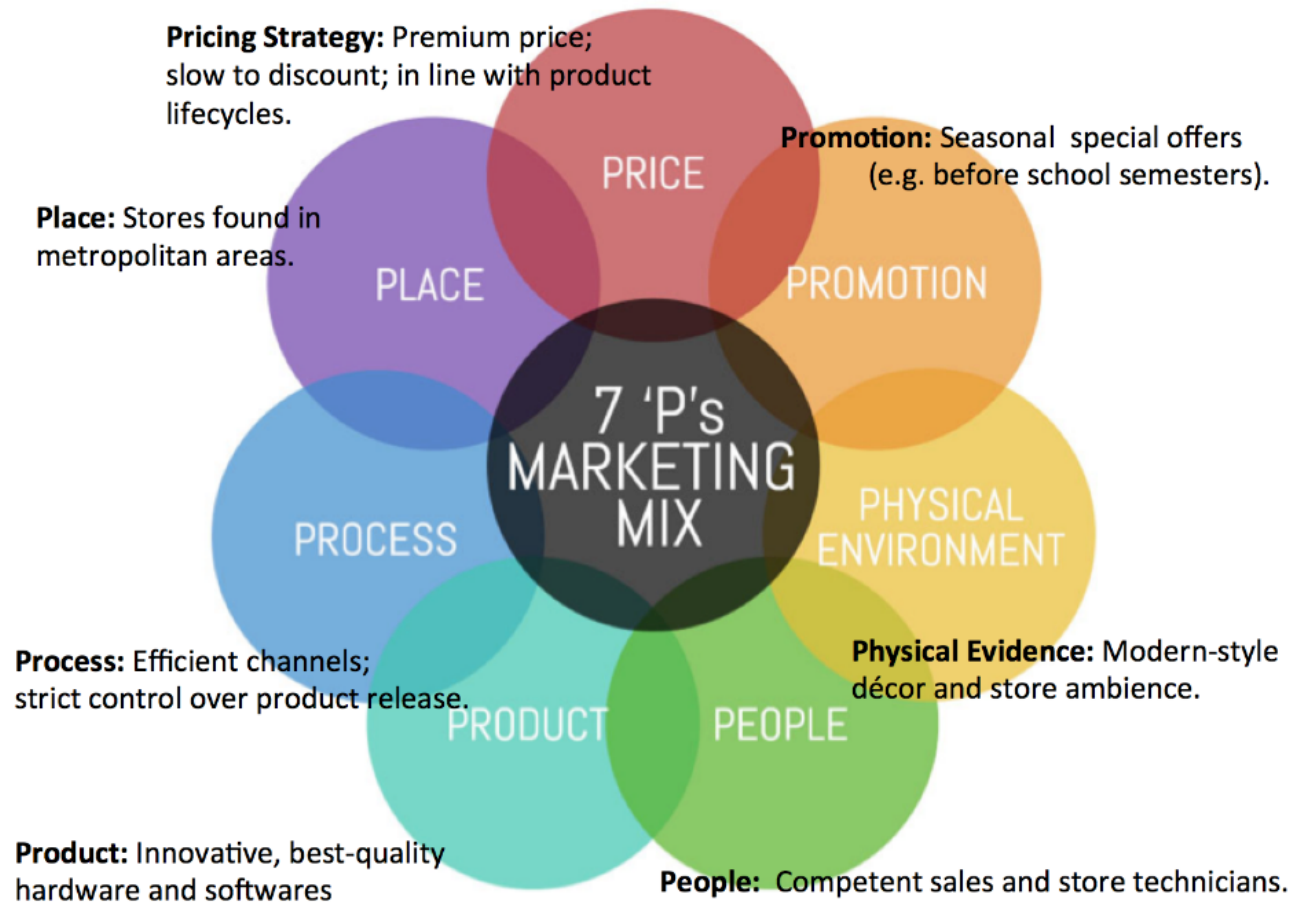 Pricing Strategy: Premium price;
slow to discount; in line with product
lifecycles.
PRICE
Promotion: Seasonal special offers
(e.g. before school semesters).
Place: Stores found in
metropolitan areas.
PLACE
PROMOTION
7 ‘P’s
MARKETING
MIX
PROCESS
PHYSICAL
ENVIRONMENT
Process: Efficient channels;
strict control over product release.
Physical Evidence: Modern-style
décor and store ambience.
PRODUCT
PEOPLE
Product: Innovative, best-quality
hardware and softwares
People: Competent sales and store technicians.